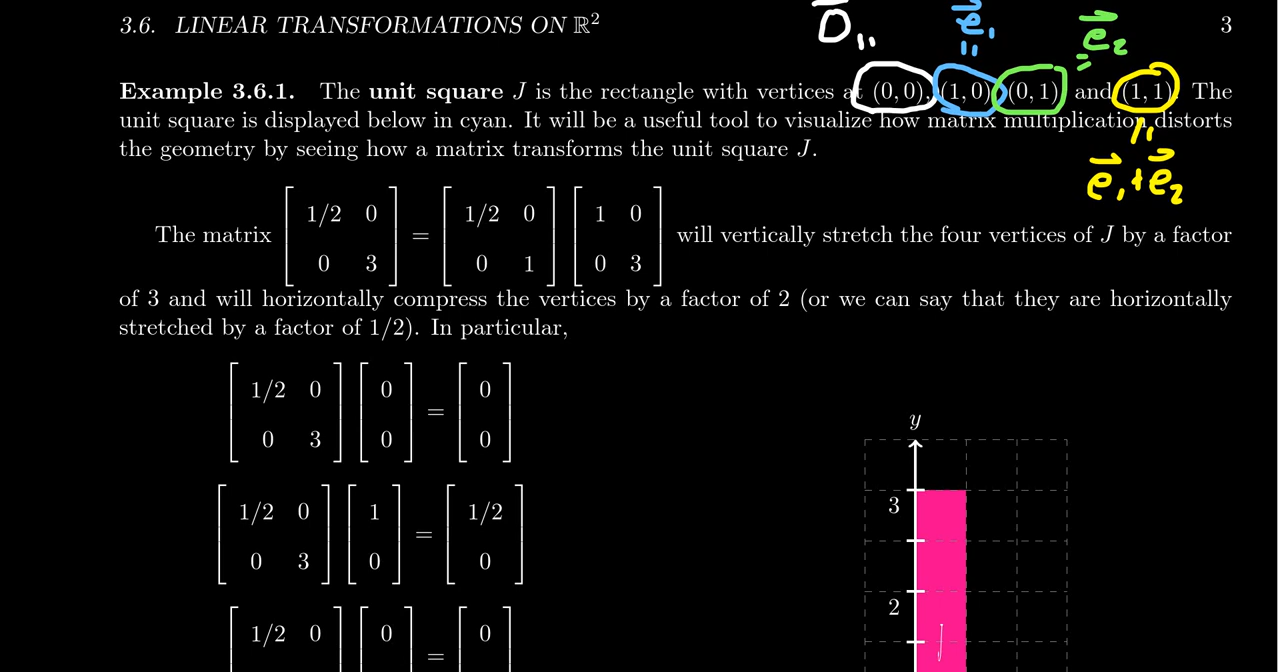 3.6. LINEAR TRANSFORMATIONS ON ℝ² 3
0⃗ = e⃗₁ = e⃗₂ =
Example 3.6.1. The unit square J is the rectangle with vertices at (0,0), (1,0), (0,1) and (1,1). The
unit square is displayed below in cyan. It will be a useful tool to visualize how matrix multiplication distorts
the geometry by seeing how a matrix transforms the unit square J.
= e⃗₁+e⃗₂
The matrix [1/2 0; 0 3] = [1/2 0; 0 1] [1 0; 0 3] will vertically stretch the four vertices of J by a factor
of 3 and will horizontally compress the vertices by a factor of 2 (or we can say that they are horizontally
stretched by a factor of 1/2). In particular,
[1/2 0; 0 3] [0; 0] = [0; 0]
[1/2 0; 0 3] [1; 0] = [1/2; 0]
1/2 0 0 = 0
y
3
2
J